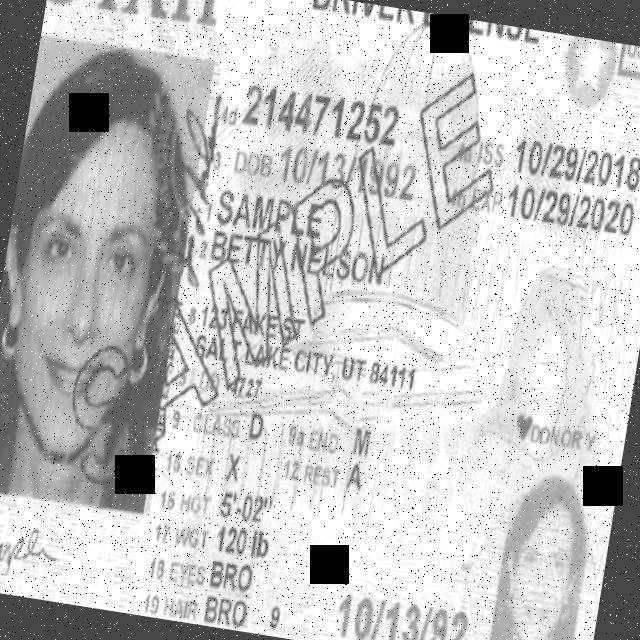 DRIVER LICENSE
4d 214471252
3 DOB 10/13/1992
ISS 10/29/2018
EXP 10/29/2020
1 SAMPLE
2 BETTY NELSON
8 123 FAKE ST
SALT LAKE CITY, UT 84111
SAMPLE
9 CLASS D 9a END M
15 SEX X 12 REST A
16 HGT 5'-02"
17 WGT 120 lb
18 EYES BRO
19 HAIR BRO 9
DONOR Y
10/13/92